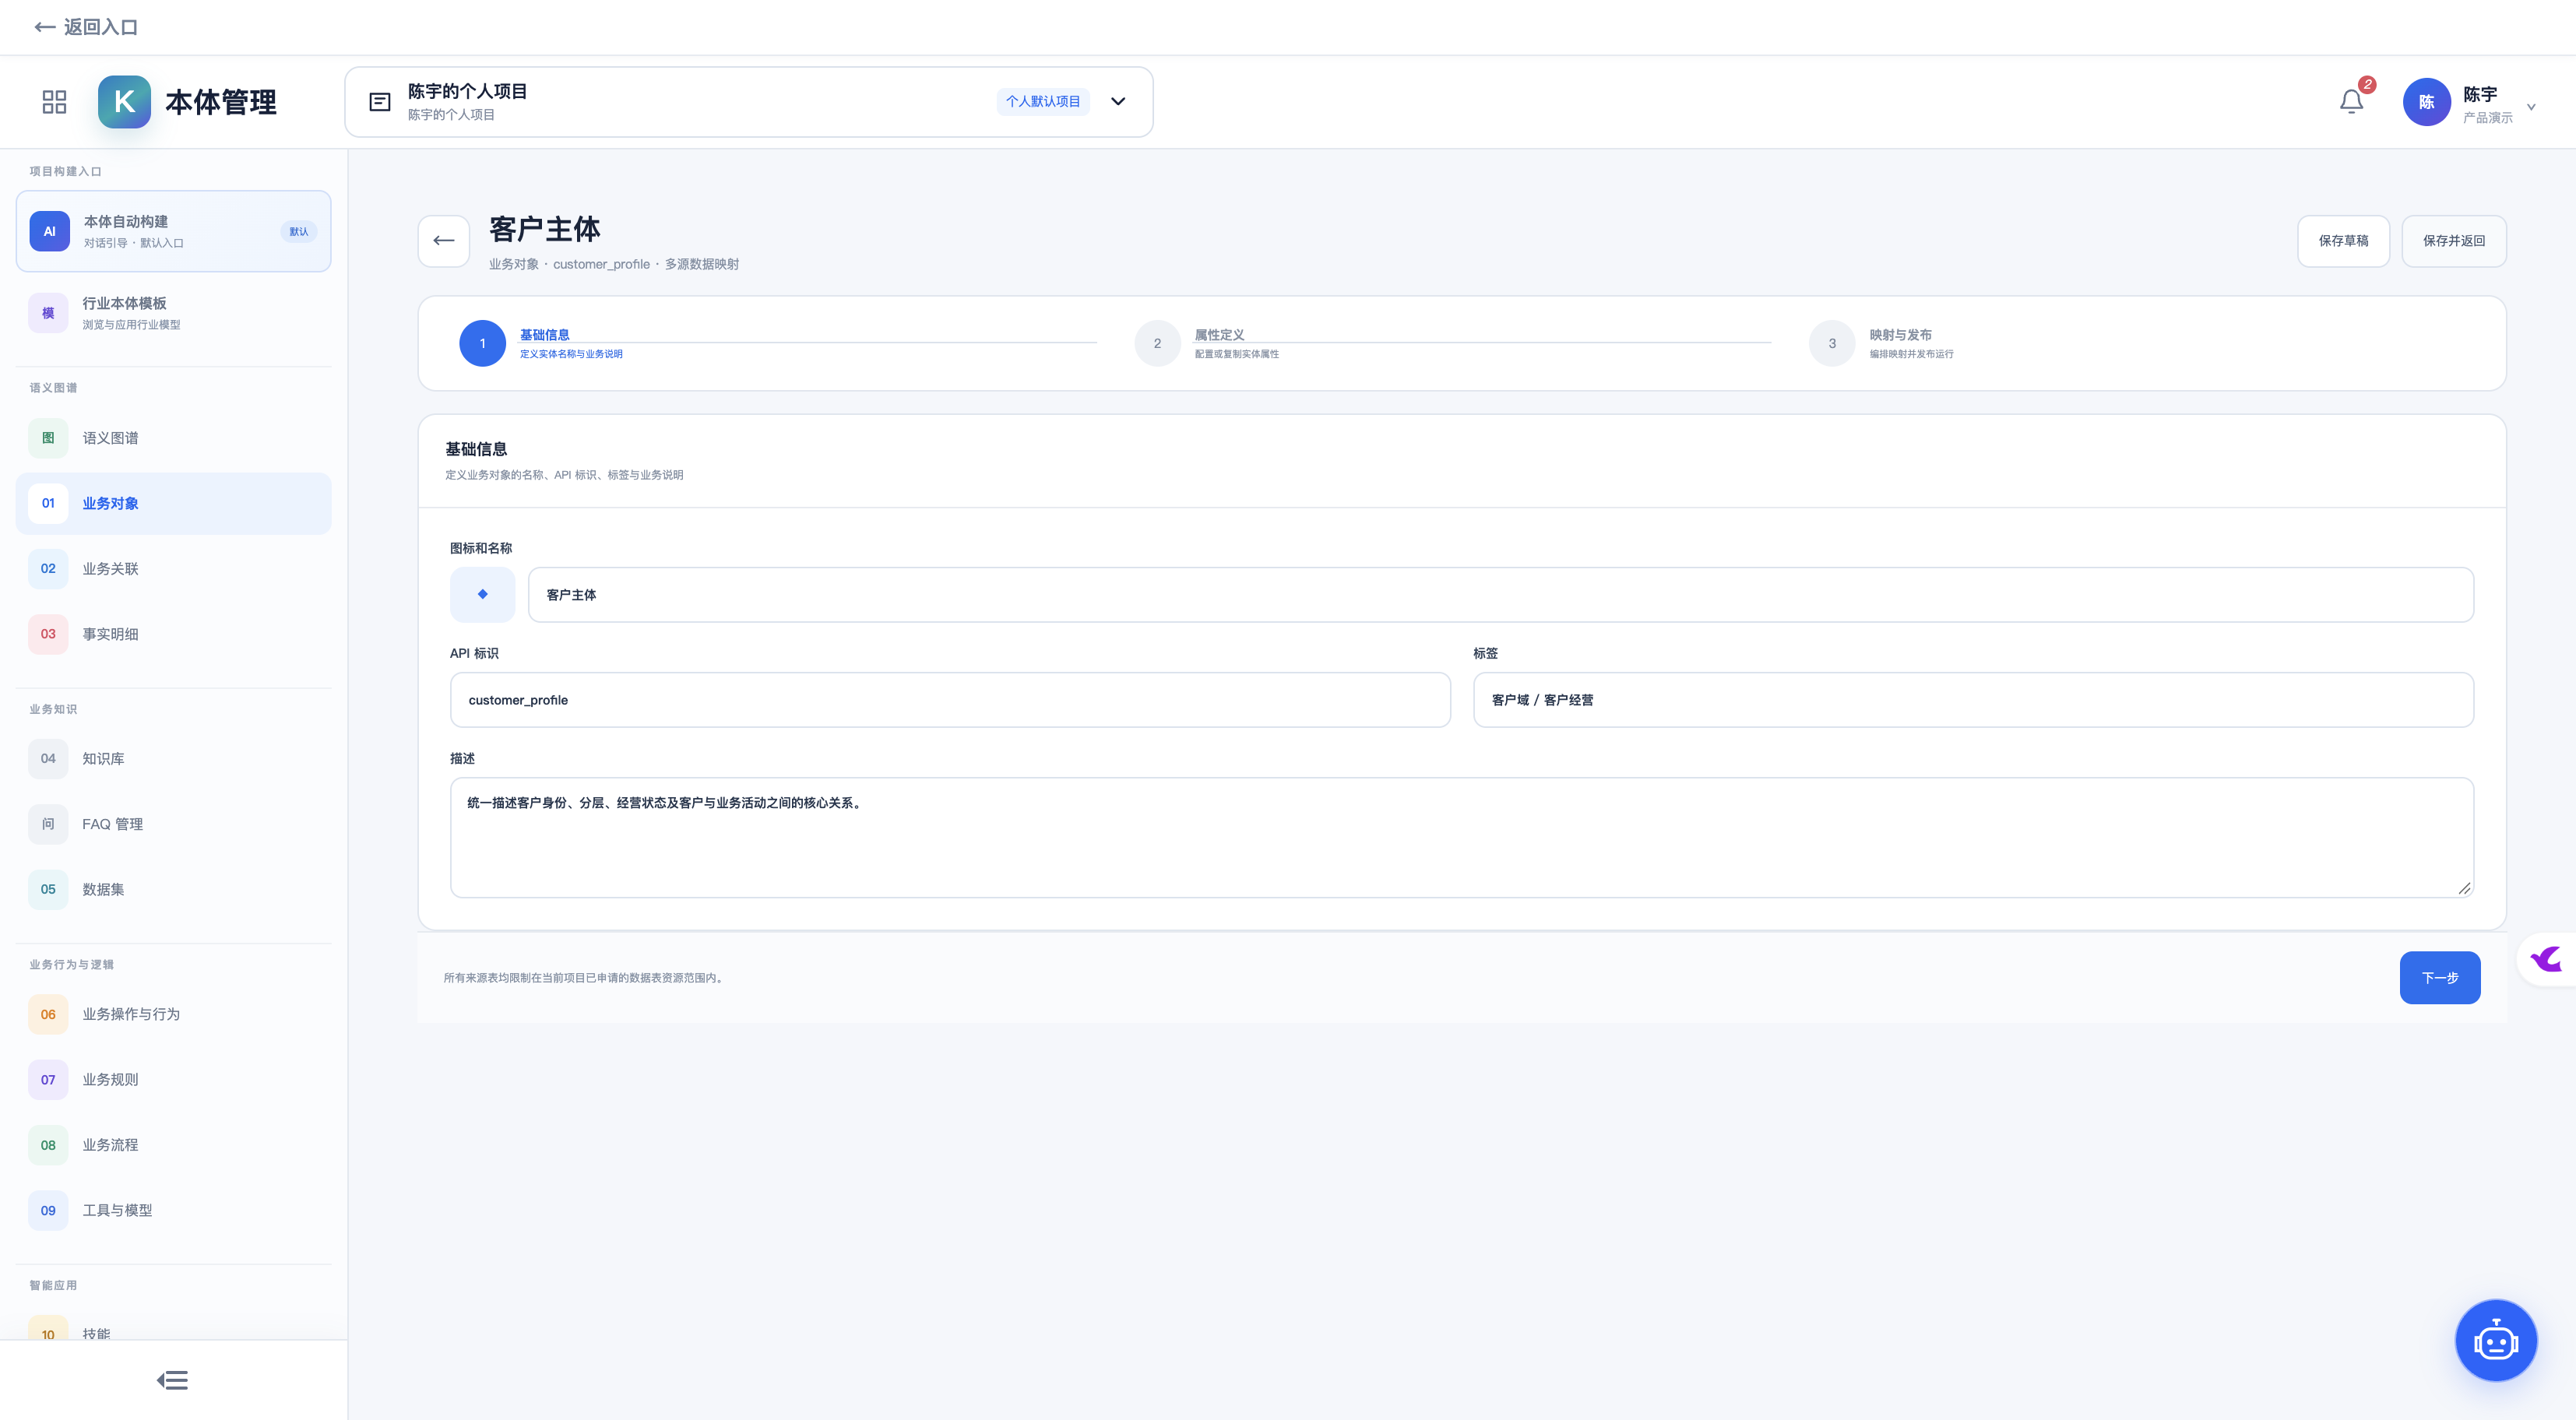 ← 返回入口
K 本体管理
陈宇的个人项目
陈宇的个人项目
个人默认项目
2
陈
陈宇
产品演示
项目构建入口
AI
本体自动构建
对话引导 · 默认入口
默认
模
行业本体模板
浏览与应用行业模型
语义图谱
图 语义图谱
01 业务对象
02 业务关联
03 事实明细
业务知识
04 知识库
问 FAQ 管理
05 数据集
业务行为与逻辑
06 业务操作与行为
07 业务规则
08 业务流程
09 工具与模型
智能应用
10 技能
客户主体
业务对象 · customer_profile · 多源数据映射
保存草稿
保存并返回
1
基础信息
定义实体名称与业务说明
2
属性定义
配置或复制实体属性
3
映射与发布
编排映射并发布运行
基础信息
定义业务对象的名称、API 标识、标签与业务说明
图标和名称
客户主体
API 标识
customer_profile
标签
客户域 / 客户经营
描述
统一描述客户身份、分层、经营状态及客户与业务活动之间的核心关系。
所有来源表均限制在当前项目已申请的数据表资源范围内。
下一步